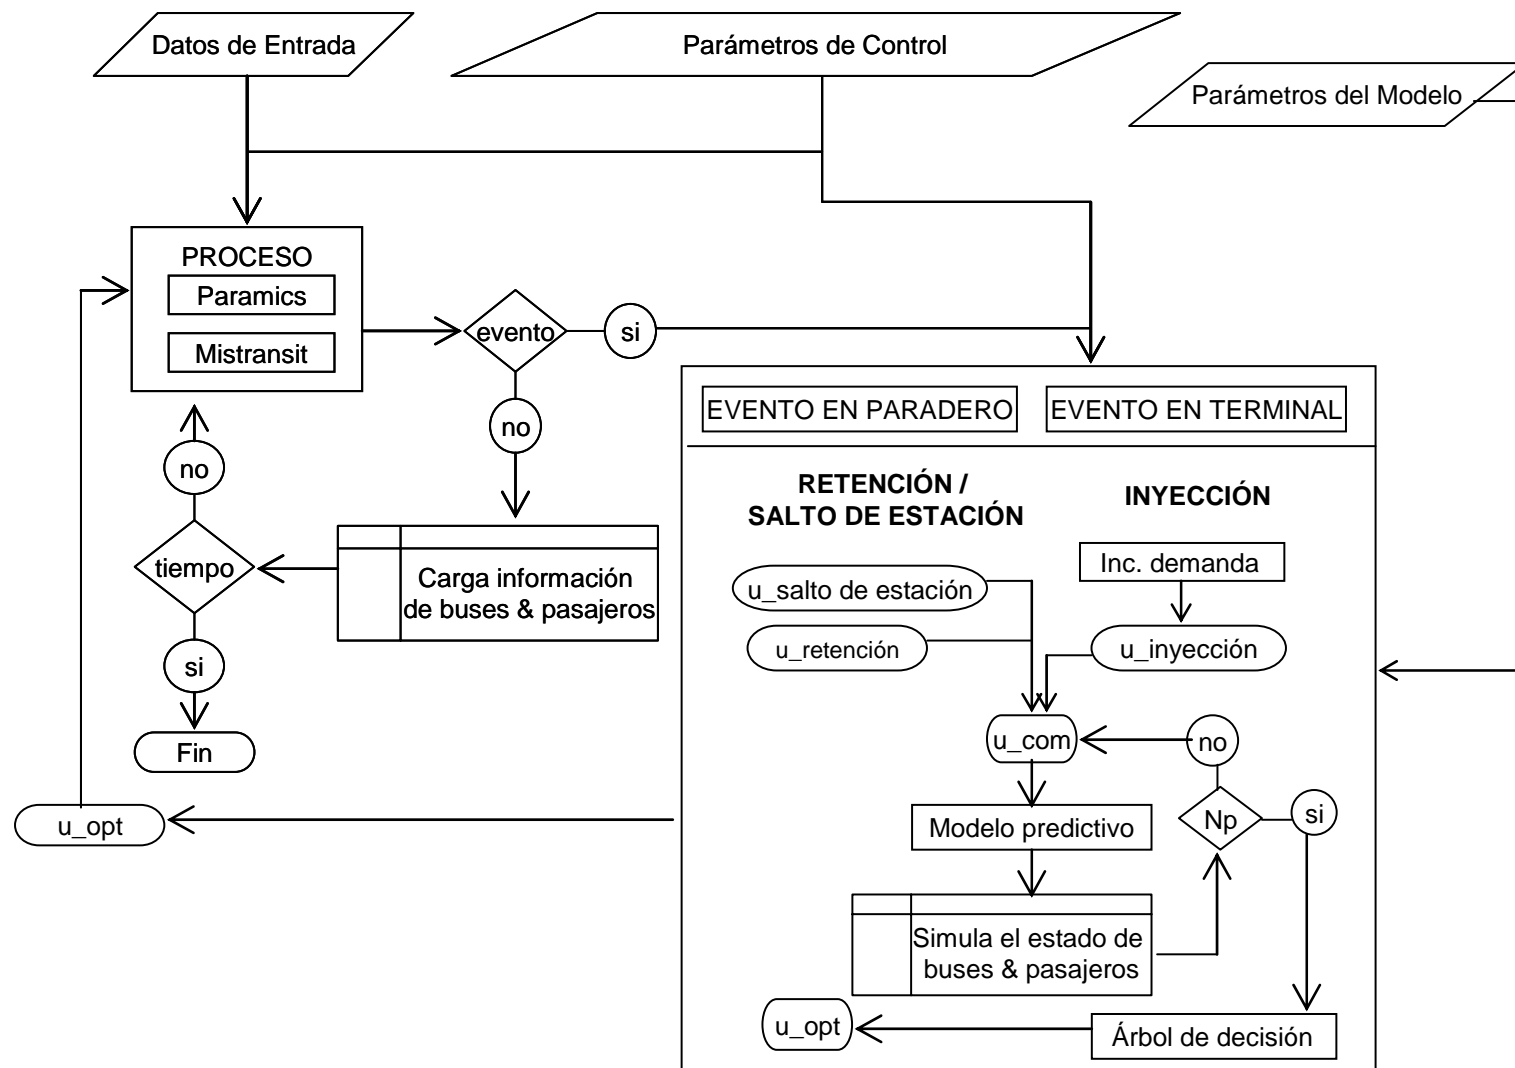 Datos de Entrada
Parámetros de Control
Parámetros del Modelo
PROCESO
Paramics
Mistransit
evento
si
no
EVENTO EN PARADERO
EVENTO EN TERMINAL
no
tiempo
si
Fin
Carga información
de buses & pasajeros
RETENCIÓN /
SALTO DE ESTACIÓN
INYECCIÓN
u_salto de estación
u_retención
Inc. demanda
u_inyección
u_com
no
Np
si
Modelo predictivo
Simula el estado de
buses & pasajeros
Árbol de decisión
u_opt
u_opt